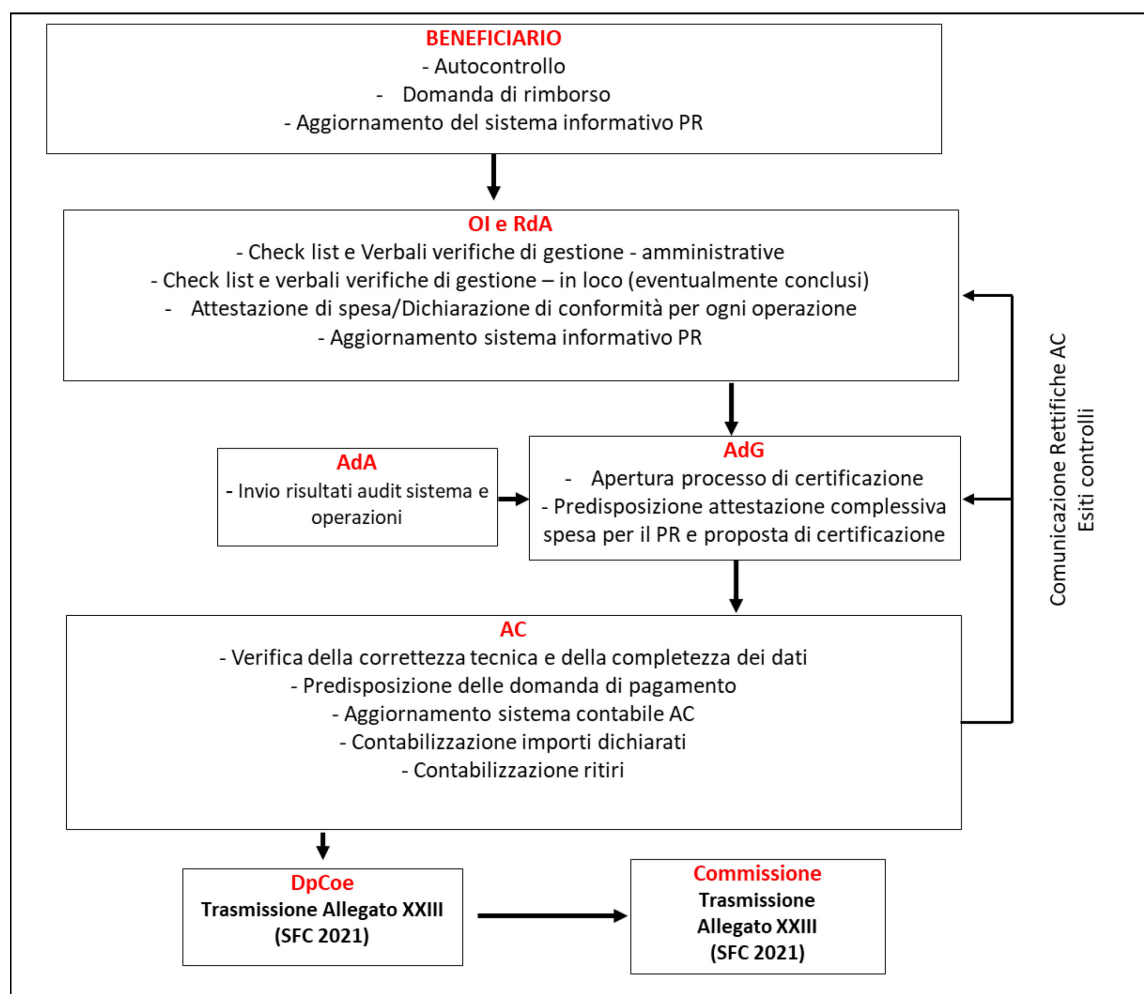 BENEFICIARIO
- Autocontrollo
- Domanda di rimborso
- Aggiornamento del sistema informativo PR
OI e RdA
- Check list e Verbali verifiche di gestione - amministrative
- Check list e verbali verifiche di gestione – in loco (eventualmente conclusi)
- Attestazione di spesa/Dichiarazione di conformità per ogni operazione
- Aggiornamento sistema informativo PR
AdA
- Invio risultati audit sistema e
operazioni
AdG
- Apertura processo di certificazione
- Predisposizione attestazione complessiva
spesa per il PR e proposta di certificazione
Comunicazione Rettifiche AC
Esiti controlli
AC
- Verifica della correttezza tecnica e della completezza dei dati
- Predisposizione delle domanda di pagamento
- Aggiornamento sistema contabile AC
- Contabilizzazione importi dichiarati
- Contabilizzazione ritiri
DpCoe
Trasmissione Allegato XXIII
(SFC 2021)
Commissione
Trasmissione
Allegato XXIII
(SFC 2021)